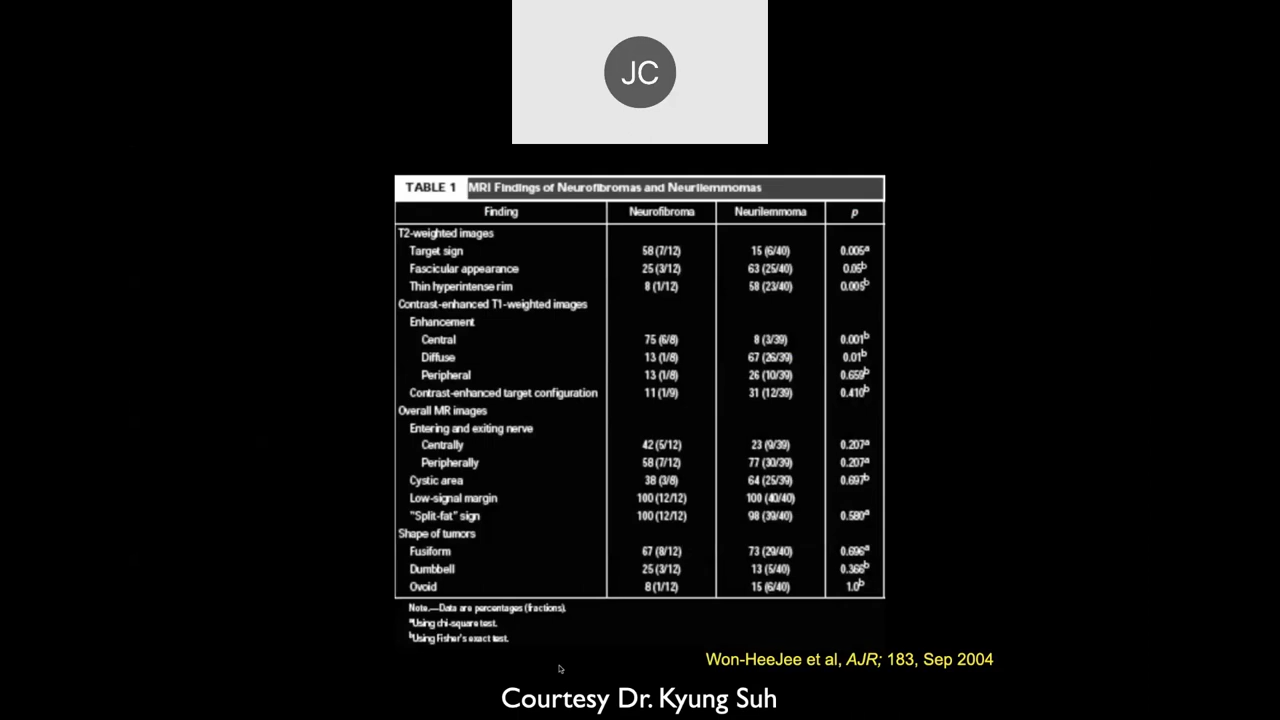 JC
TABLE 1 MRI Findings of Neurofibromas and Neurilemmomas
Finding Neurofibroma Neurilemmoma p
T2-weighted images
Target sign 58 (7/12) 15 (6/40) 0.005a
Fascicular appearance 25 (3/12) 63 (25/40) 0.05b
Thin hyperintense rim 8 (1/12) 58 (23/40) 0.005b
Contrast-enhanced T1-weighted images
Enhancement
Central 75 (6/8) 8 (3/39) 0.001b
Diffuse 13 (1/8) 67 (26/39) 0.01b
Peripheral 13 (1/8) 26 (10/39) 0.659b
Contrast-enhanced target configuration 11 (1/9) 31 (12/39) 0.410b
Overall MR images
Entering and exiting nerve
Centrally 42 (5/12) 23 (9/39) 0.207a
Peripherally 58 (7/12) 77 (30/39) 0.207a
Cystic area 38 (3/8) 64 (25/39) 0.697b
Low-signal margin 100 (12/12) 100 (40/40)
"Split-fat" sign 100 (12/12) 98 (39/40) 0.580a
Shape of tumors
Fusiform 67 (8/12) 73 (29/40) 0.696a
Dumbbell 25 (3/12) 13 (5/40) 0.366b
Ovoid 8 (1/12) 15 (6/40) 1.0b
Note.—Data are percentages (fractions).
aUsing chi-square test.
bUsing Fisher's exact test.
Won-HeeJee et al, AJR; 183, Sep 2004
Courtesy Dr. Kyung Suh